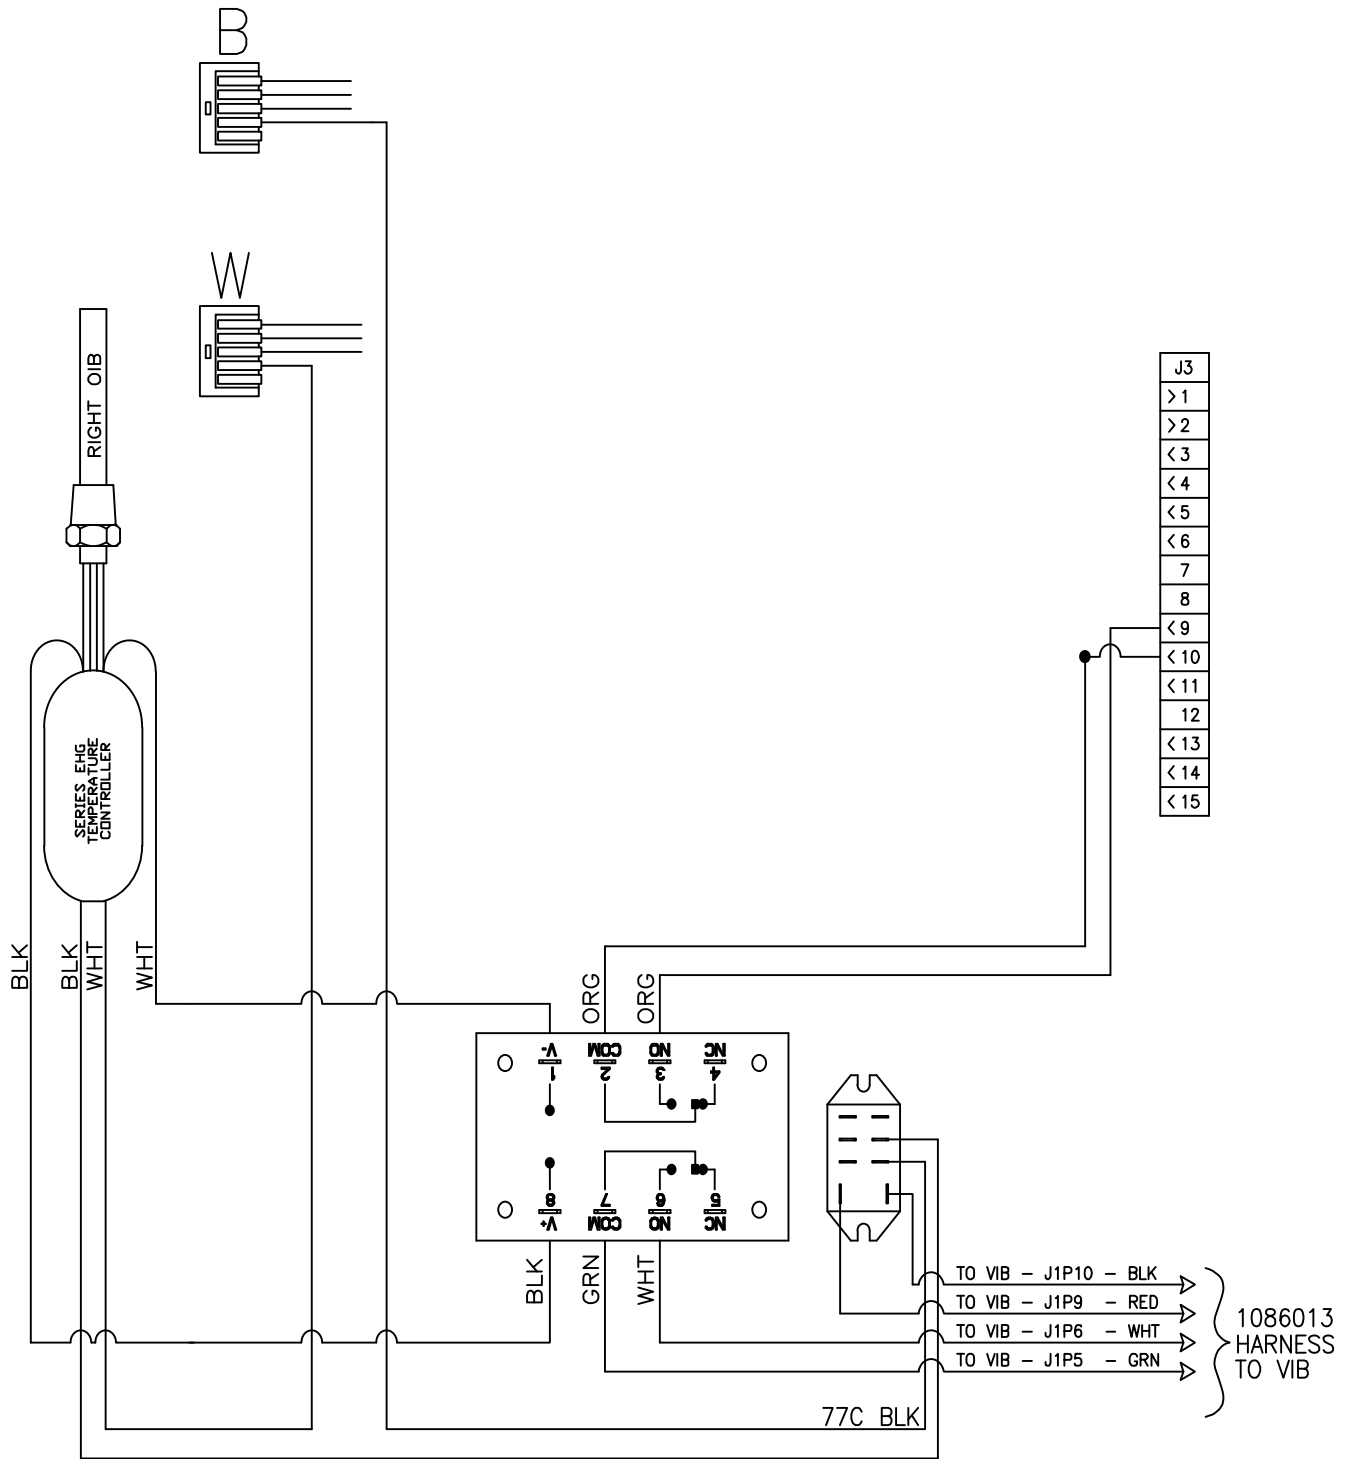 B
W
RIGHT OIB
J3
>1
>2
<3
<4
<5
<6
7
8
<9
<10
<11
12
<13
<14
<15
SERIES EHG
TEMPERATURE
CONTROLLER
BLK
BLK
WHT
WHT
ORG
ORG
V-
COM
NO
NC
1
2
3
4
8
7
6
5
V+
COM
NO
NC
BLK
GRN
WHT
TO VIB - J1P10 - BLK
TO VIB - J1P9 - RED
TO VIB - J1P6 - WHT
TO VIB - J1P5 - GRN
1086013
HARNESS
TO VIB
77C BLK